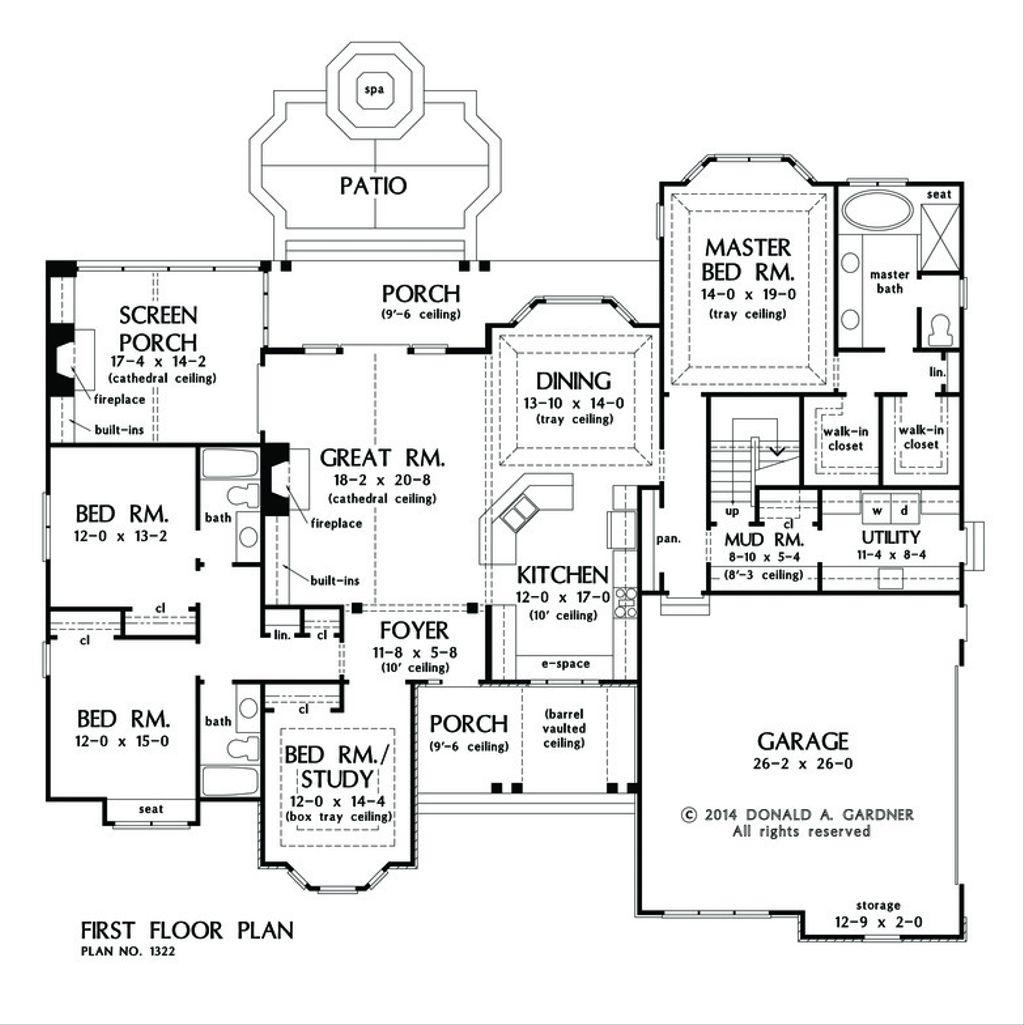 spa
PATIO
seat
MASTER
BED RM.
14-0 x 19-0
(tray ceiling)
master
bath
PORCH
(9'-6 ceiling)
SCREEN
PORCH
17-4 x 14-2
(cathedral ceiling)
fireplace
built-ins
DINING
13-10 x 14-0
(tray ceiling)
lin.
walk-in
closet
walk-in
closet
GREAT RM.
18-2 x 20-8
(cathedral ceiling)
fireplace
built-ins
BED RM.
12-0 x 13-2
bath
up
cl
w d
pan.
MUD RM.
8-10 x 5-4
(8'-3 ceiling)
UTILITY
11-4 x 8-4
KITCHEN
12-0 x 17-0
(10' ceiling)
e-space
cl
cl
lin.
cl
FOYER
11-8 x 5-8
(10' ceiling)
BED RM.
12-0 x 15-0
bath
seat
cl
BED RM./
STUDY
12-0 x 14-4
(box tray ceiling)
PORCH
(9'-6 ceiling)
(barrel
vaulted
ceiling)
GARAGE
26-2 x 26-0
© 2014 DONALD A. GARDNER
All rights reserved
storage
12-9 x 2-0
FIRST FLOOR PLAN
PLAN NO. 1322